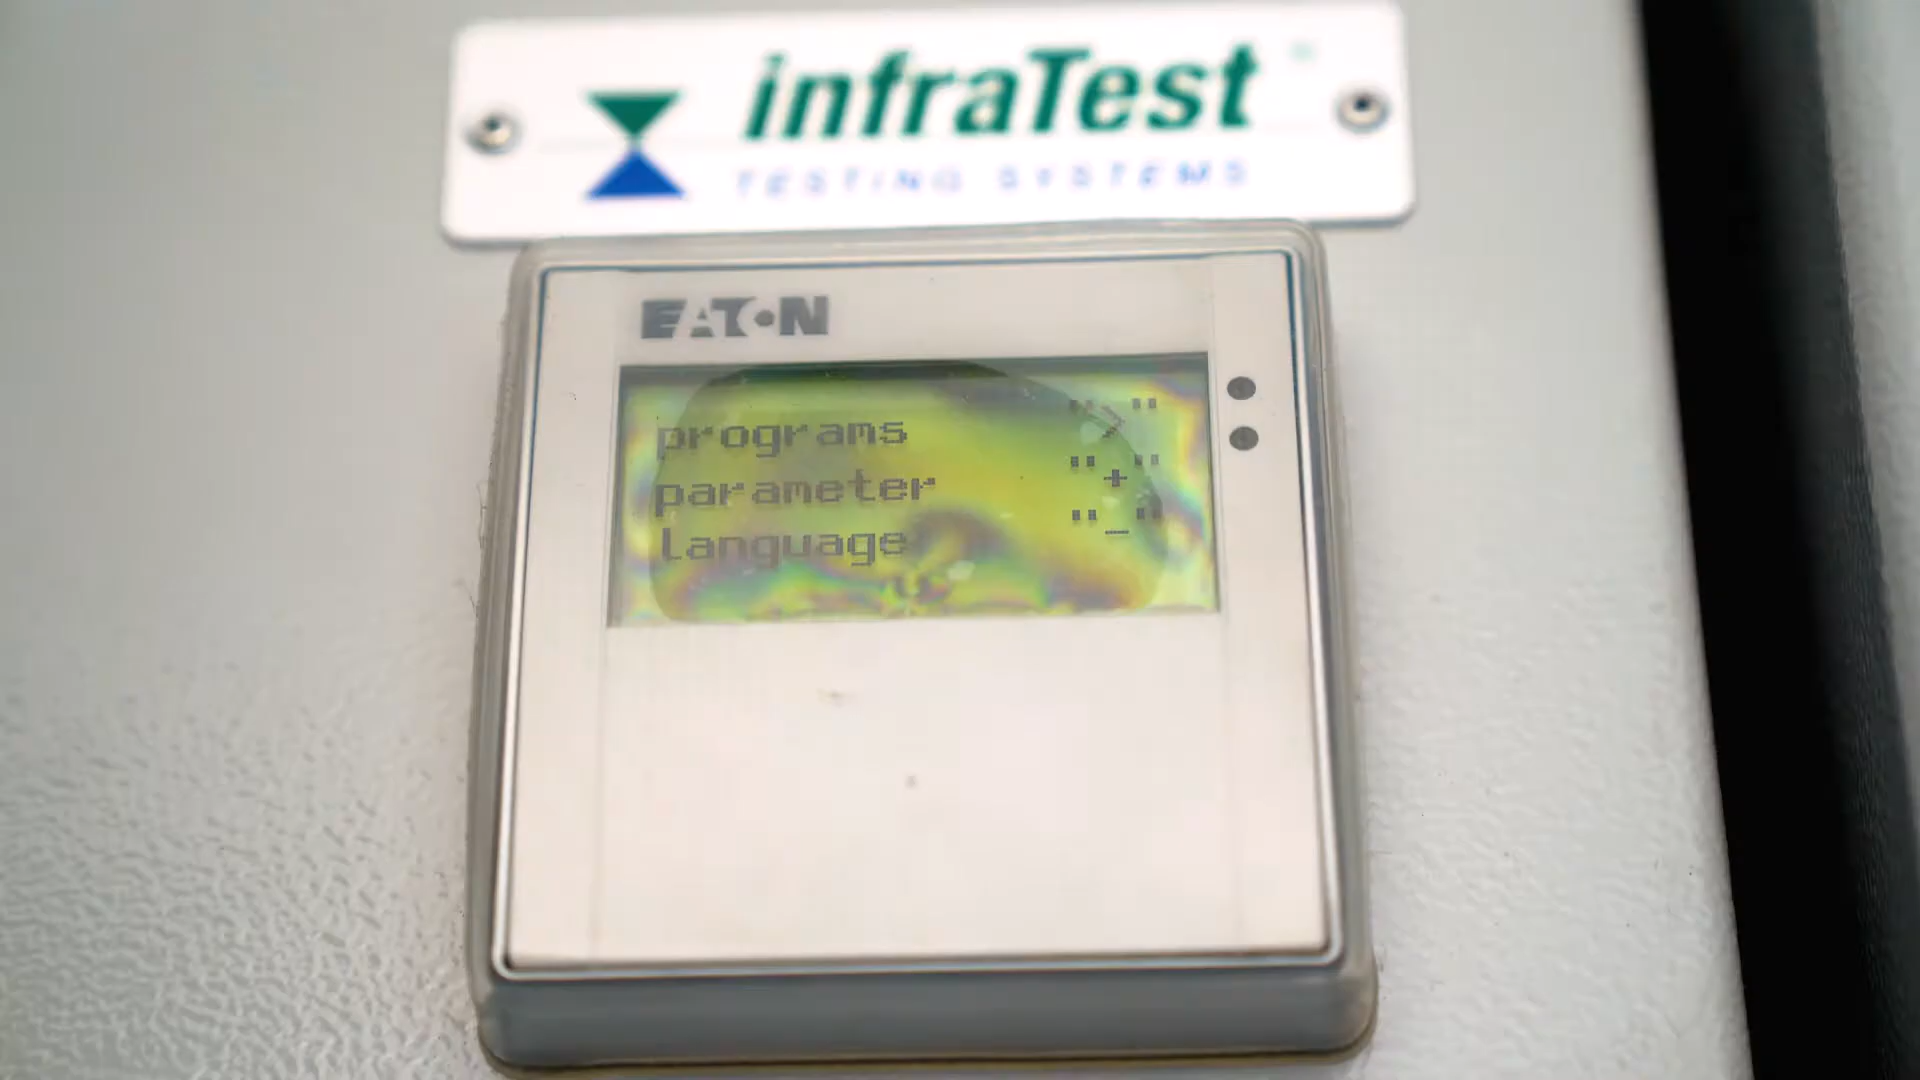 infraTest
TESTING SYSTEMS
EATON
programs ">"
parameter "+"
language "-"